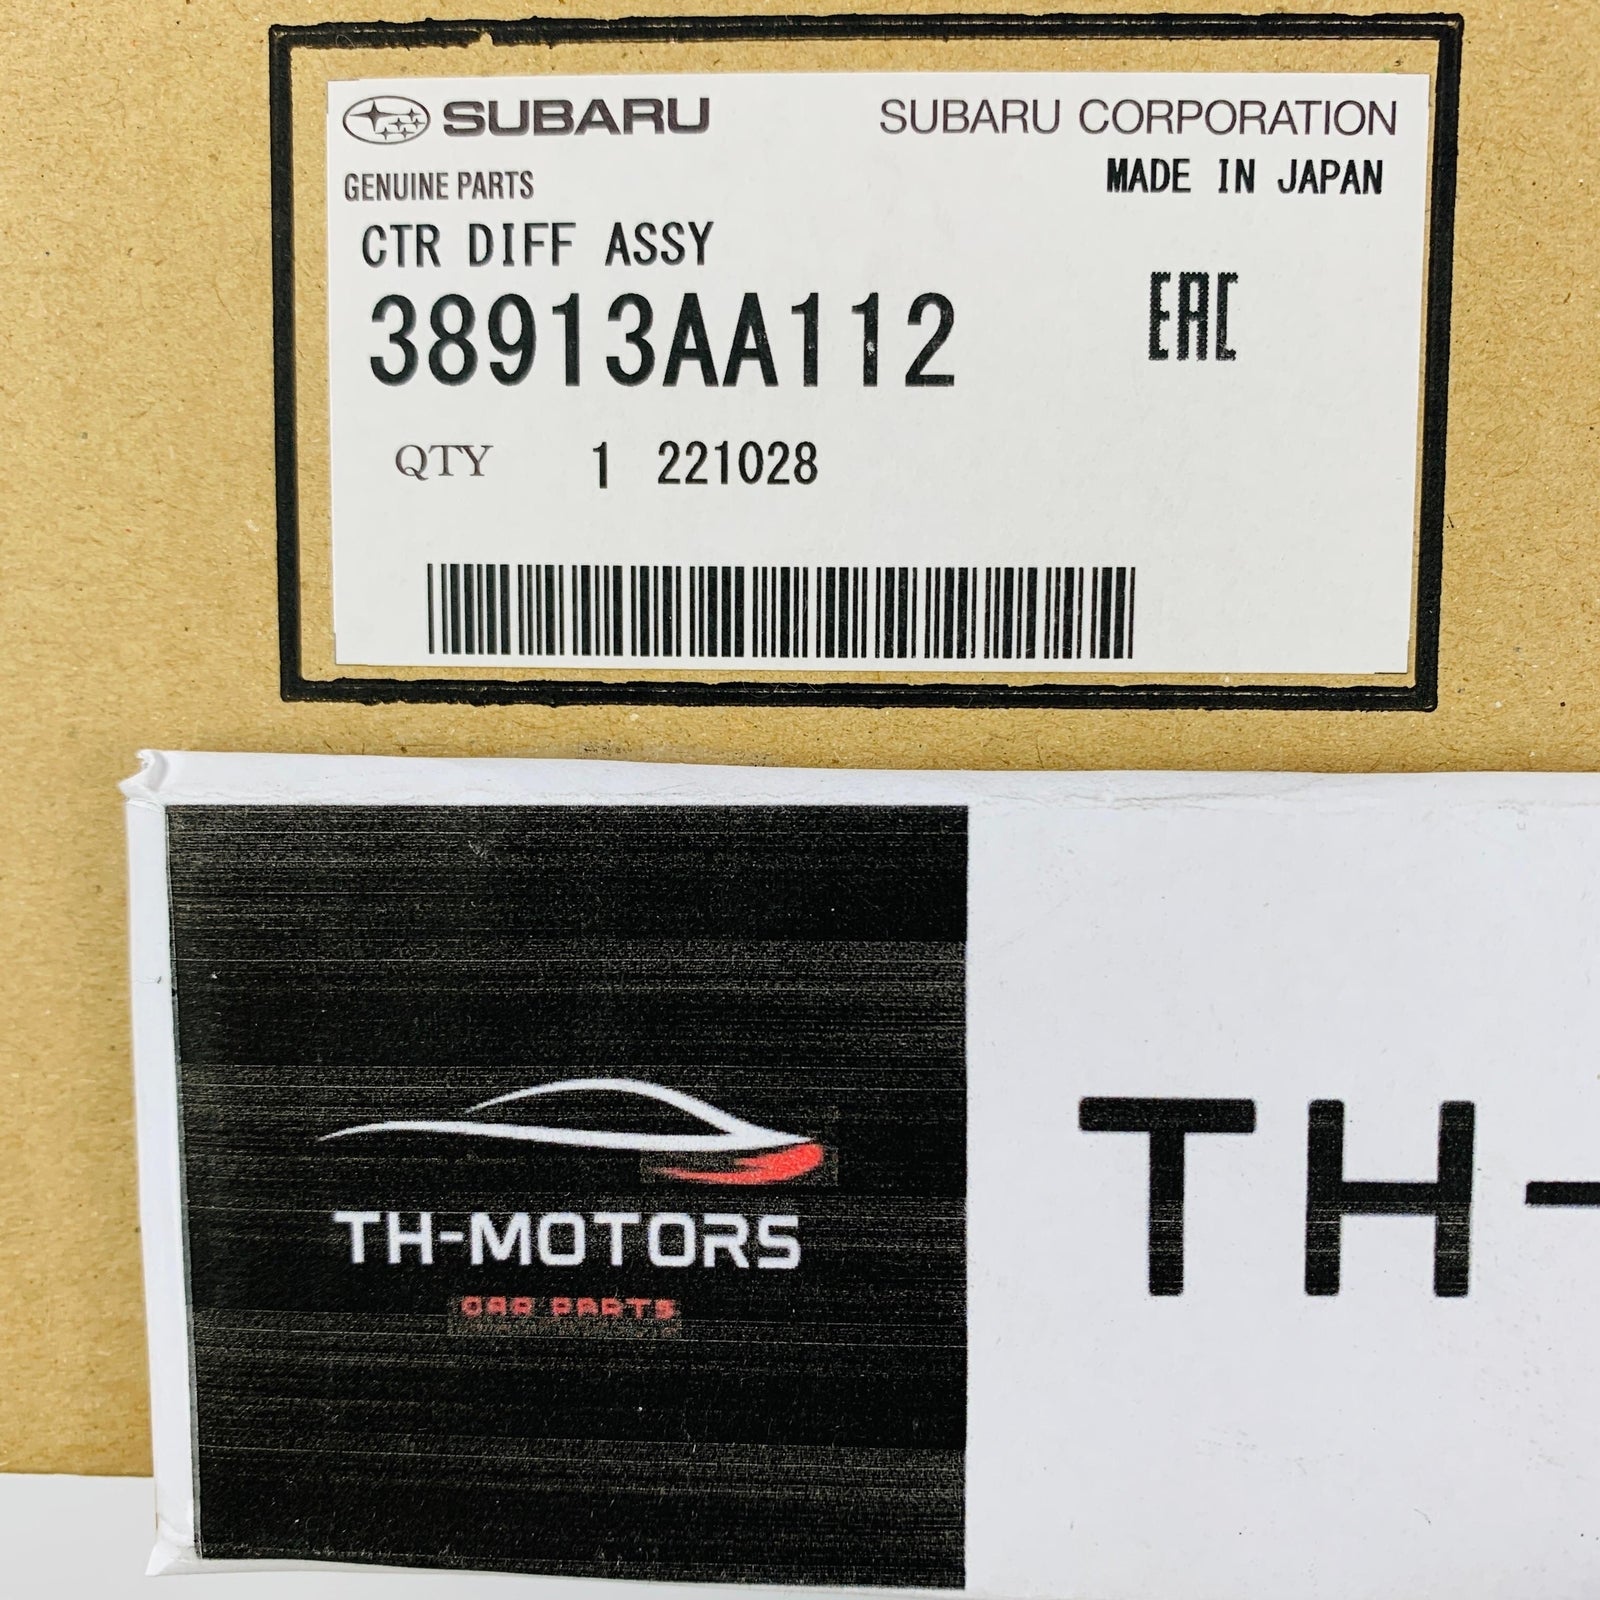 SUBARU SUBARU CORPORATION
GENUINE PARTS MADE IN JAPAN
CTR DIFF ASSY
38913AA112 EAC
QTY 1 221028
TH-MOTORS
CAR PARTS
TH-